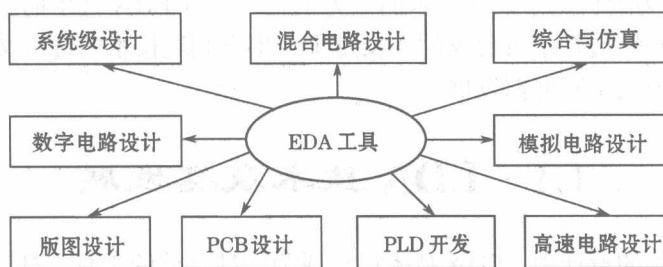 系统级设计
混合电路设计
综合与仿真
数字电路设计
EDA工具
模拟电路设计
版图设计
PCB设计
PLD开发
高速电路设计